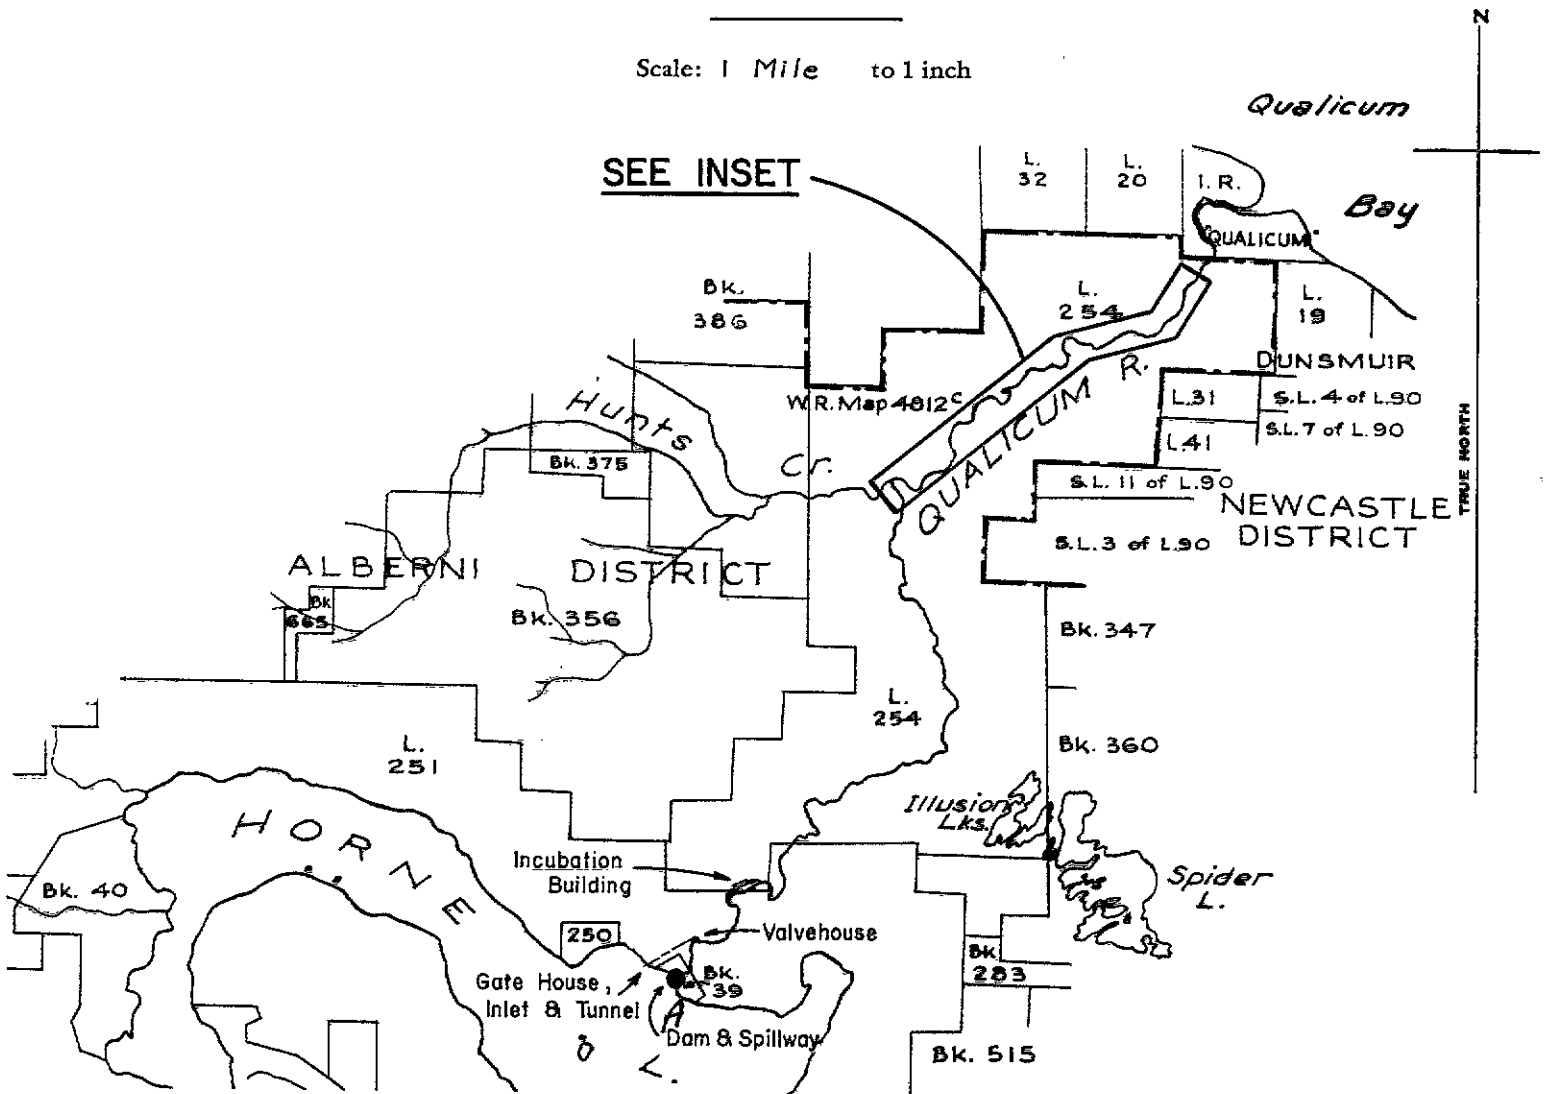 Scale: 1 Mile to 1 inch
N
Qualicum
Bay
SEE INSET
L.
32
L.
20
I. R.
"QUALICUM"
Bk.
386
L.
254
L.
19
DUNSMUIR
W.R. Map 4812c
QUALICUM R.
L.31
S.L. 4 of L.90
S.L. 7 of L.90
L.41
S.L. 11 of L.90
Hunts Cr.
Bk. 375
NEWCASTLE
DISTRICT
TRUE NORTH
S.L. 3 of L.90
ALBERNI DISTRICT
Bk
665
Bk. 356
Bk. 347
L.
254
L.
251
Bk. 360
Illusion
Lks.
HORNE
Incubation
Building
Spider
L.
Bk. 40
250
Valvehouse
Bk.
39
Bk.
283
Gate House,
Inlet & Tunnel
A
Dam & Spillway
L.
Bk. 515